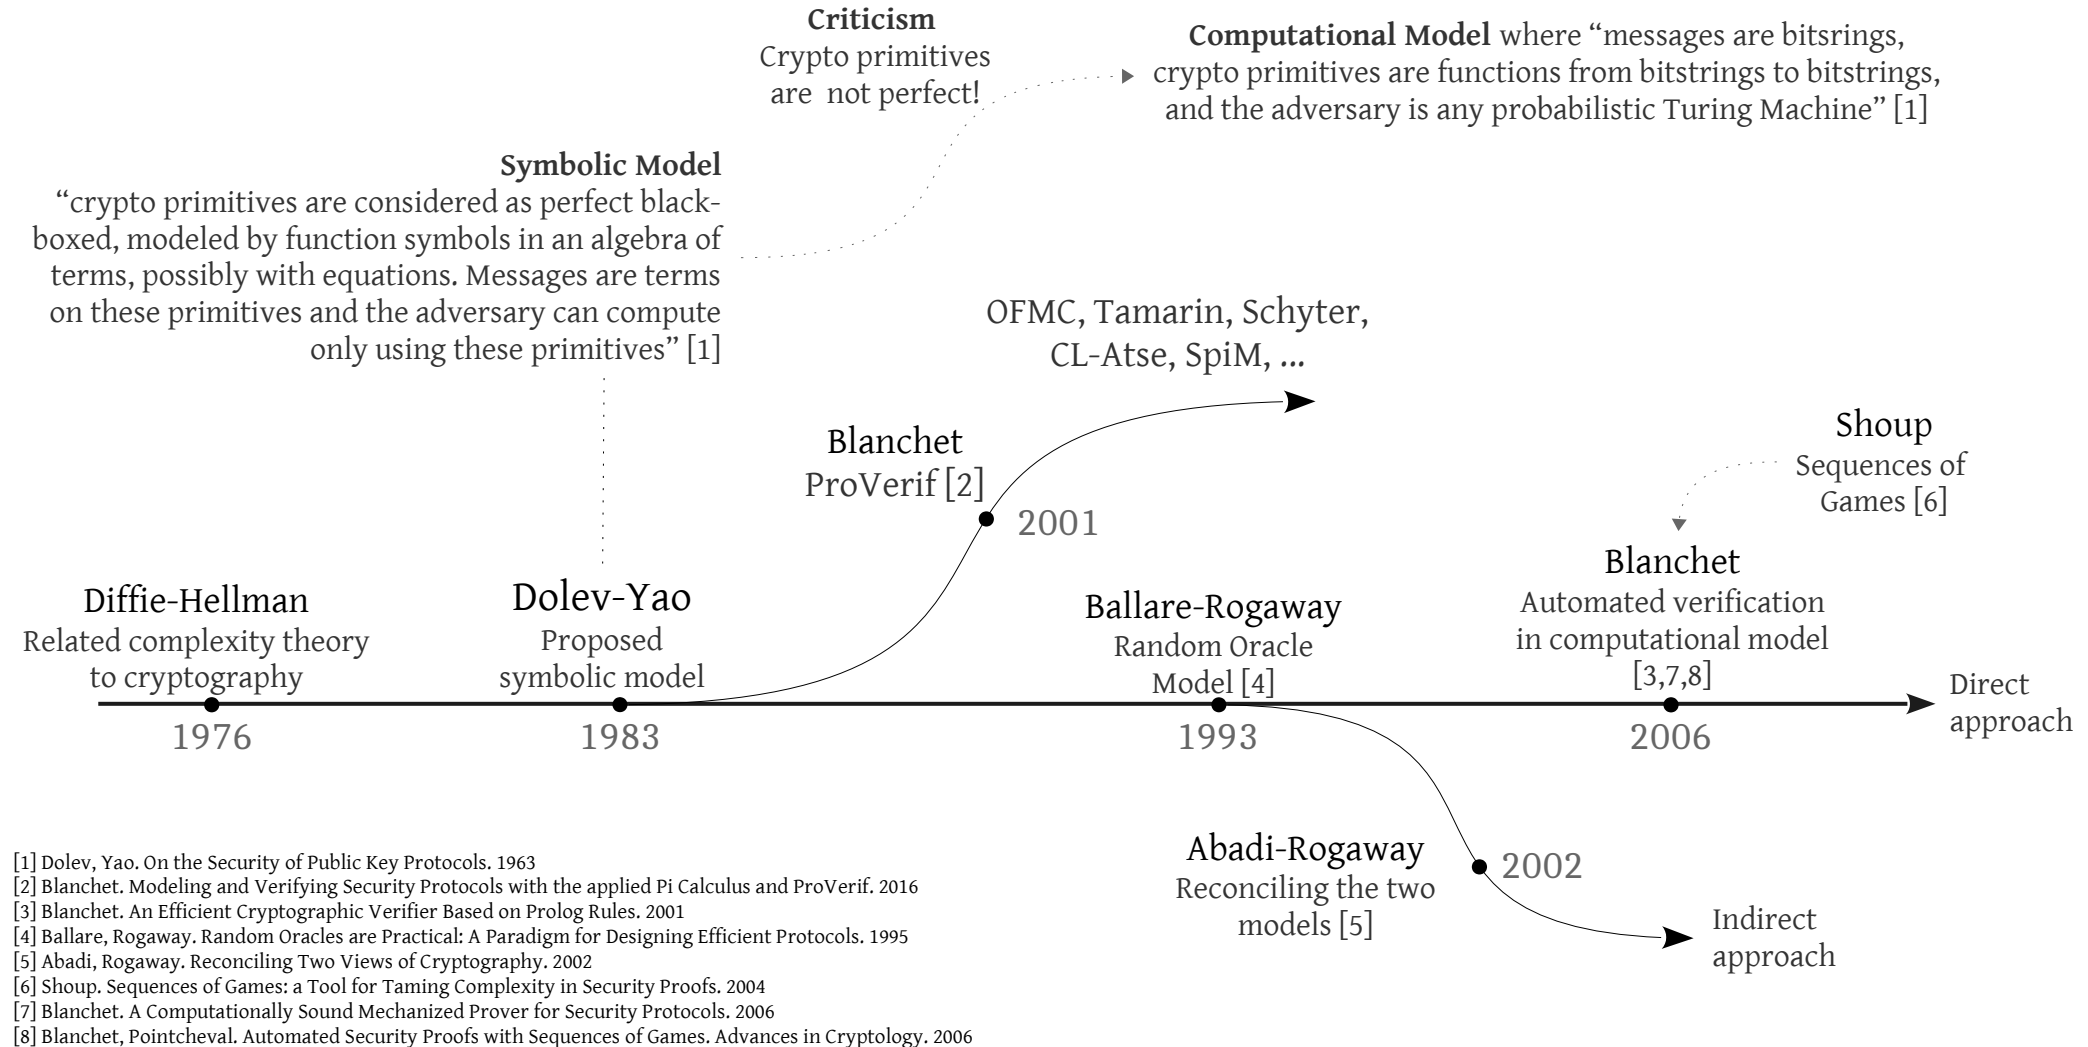 Criticism
Crypto primitives
are not perfect!
Computational Model where “messages are bitsrings,
crypto primitives are functions from bitstrings to bitstrings,
and the adversary is any probabilistic Turing Machine” [1]
Symbolic Model
“crypto primitives are considered as perfect black-
boxed, modeled by function symbols in an algebra of
terms, possibly with equations. Messages are terms
on these primitives and the adversary can compute
only using these primitives” [1]
OFMC, Tamarin, Schyter,
CL-Atse, SpiM, ...
Blanchet
ProVerif [2]
2001
Shoup
Sequences of
Games [6]
Diffie-Hellman
Related complexity theory
to cryptography
1976
Dolev-Yao
Proposed
symbolic model
1983
Ballare-Rogaway
Random Oracle
Model [4]
1993
Blanchet
Automated verification
in computational model
[3,7,8]
2006
Direct
approach
Abadi-Rogaway
Reconciling the two
models [5]
2002
Indirect
approach
[1] Dolev, Yao. On the Security of Public Key Protocols. 1963
[2] Blanchet. Modeling and Verifying Security Protocols with the applied Pi Calculus and ProVerif. 2016
[3] Blanchet. An Efficient Cryptographic Verifier Based on Prolog Rules. 2001
[4] Ballare, Rogaway. Random Oracles are Practical: A Paradigm for Designing Efficient Protocols. 1995
[5] Abadi, Rogaway. Reconciling Two Views of Cryptography. 2002
[6] Shoup. Sequences of Games: a Tool for Taming Complexity in Security Proofs. 2004
[7] Blanchet. A Computationally Sound Mechanized Prover for Security Protocols. 2006
[8] Blanchet, Pointcheval. Automated Security Proofs with Sequences of Games. Advances in Cryptology. 2006